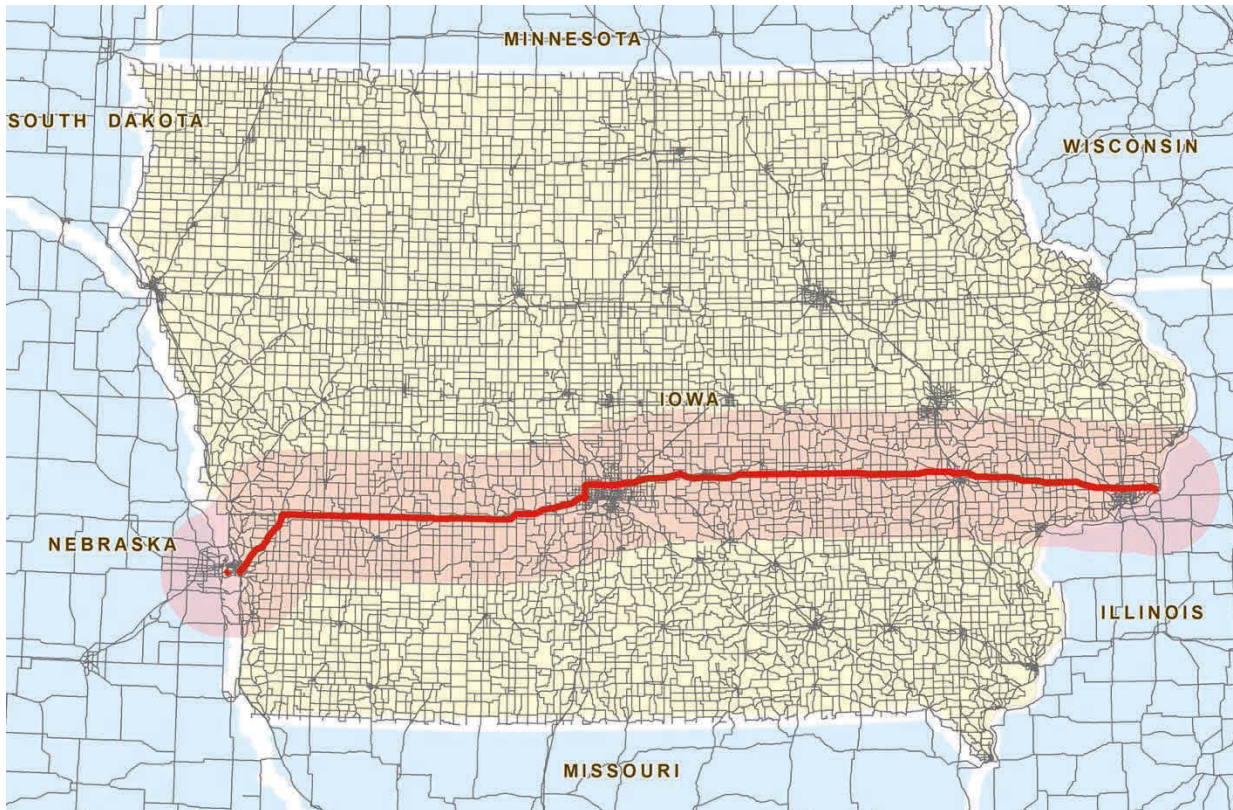 MINNESOTA
SOUTH DAKOTA
WISCONSIN
IOWA
NEBRASKA
ILLINOIS
MISSOURI